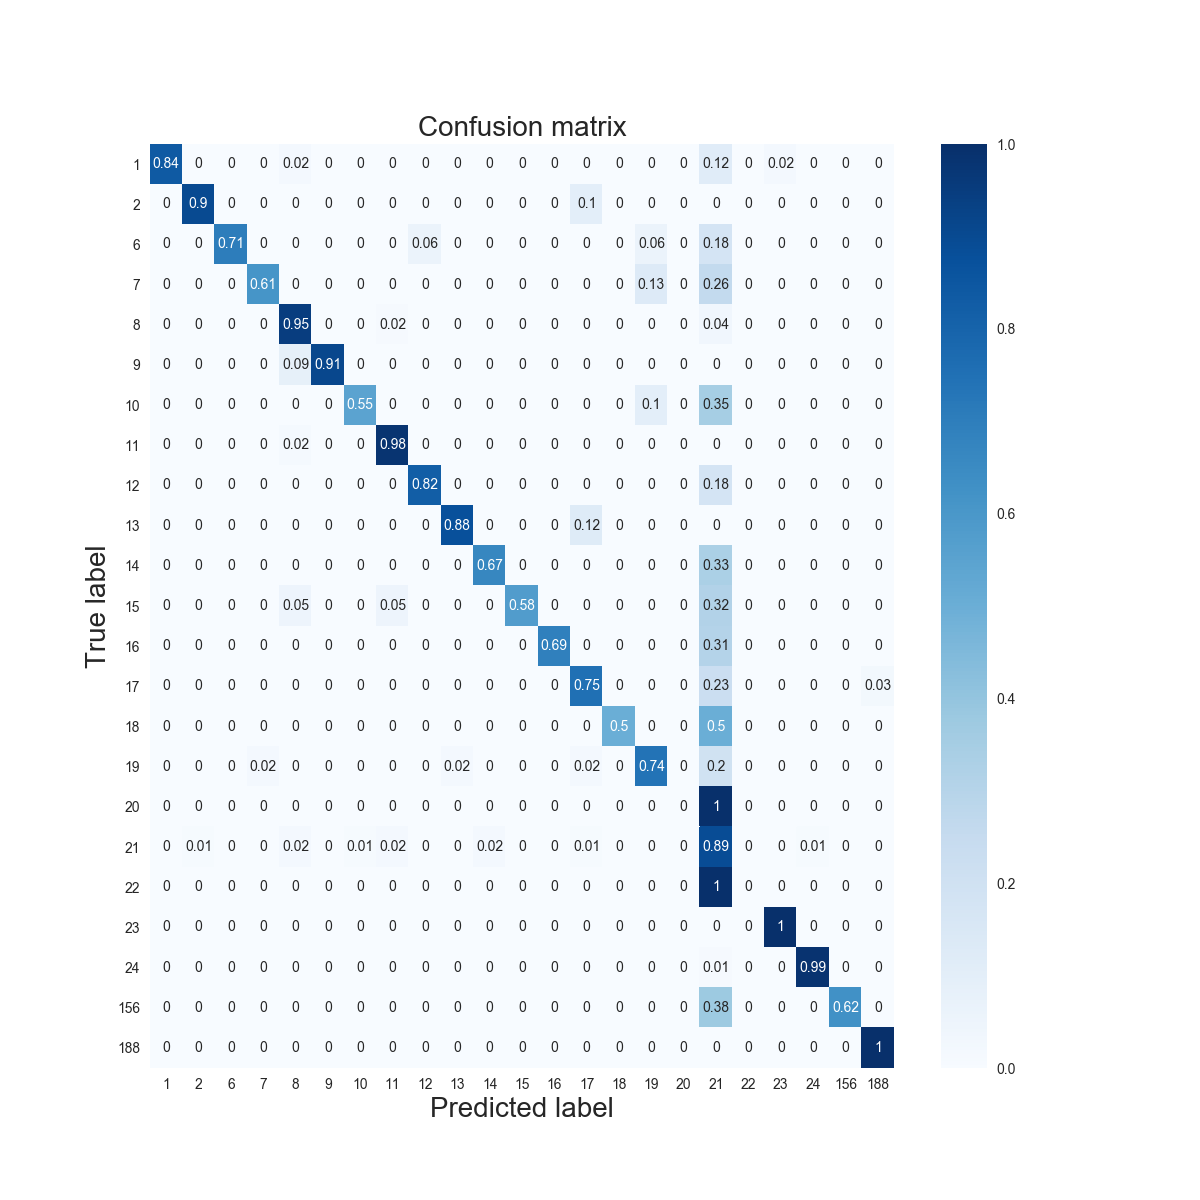 Confusion matrix
1 0.84 0 0 0 0.02 0 0 0 0 0 0 0 0 0 0 0 0 0.12 0 0.02 0 0 0
2 0 0.9 0 0 0 0 0 0 0 0 0 0 0 0.1 0 0 0 0 0 0 0 0 0
6 0 0 0.71 0 0 0 0 0 0.06 0 0 0 0 0 0 0.06 0 0.18 0 0 0 0 0
7 0 0 0 0.61 0 0 0 0 0 0 0 0 0 0 0 0.13 0 0.26 0 0 0 0 0
8 0 0 0 0 0.95 0 0 0.02 0 0 0 0 0 0 0 0 0 0.04 0 0 0 0 0
9 0 0 0 0 0.09 0.91 0 0 0 0 0 0 0 0 0 0 0 0 0 0 0 0 0
10 0 0 0 0 0 0 0.55 0 0 0 0 0 0 0 0 0.1 0 0.35 0 0 0 0 0
11 0 0 0 0 0.02 0 0 0.98 0 0 0 0 0 0 0 0 0 0 0 0 0 0 0
12 0 0 0 0 0 0 0 0 0.82 0 0 0 0 0 0 0 0 0.18 0 0 0 0 0
13 0 0 0 0 0 0 0 0 0 0.88 0 0 0 0.12 0 0 0 0 0 0 0 0 0
14 0 0 0 0 0 0 0 0 0 0 0.67 0 0 0 0 0 0 0.33 0 0 0 0 0
15 0 0 0 0 0.05 0 0 0.05 0 0 0 0.58 0 0 0 0 0 0.32 0 0 0 0 0
16 0 0 0 0 0 0 0 0 0 0 0 0 0.69 0 0 0 0 0.31 0 0 0 0 0
17 0 0 0 0 0 0 0 0 0 0 0 0 0 0.75 0 0 0 0.23 0 0 0 0 0.03
18 0 0 0 0 0 0 0 0 0 0 0 0 0 0 0.5 0 0 0.5 0 0 0 0 0
19 0 0 0 0.02 0 0 0 0 0 0.02 0 0 0 0.02 0 0.74 0 0.2 0 0 0 0 0
20 0 0 0 0 0 0 0 0 0 0 0 0 0 0 0 0 0 1 0 0 0 0 0
21 0 0.01 0 0 0.02 0 0.01 0.02 0 0 0.02 0 0 0.01 0 0 0 0.89 0 0 0.01 0 0
22 0 0 0 0 0 0 0 0 0 0 0 0 0 0 0 0 0 1 0 0 0 0 0
23 0 0 0 0 0 0 0 0 0 0 0 0 0 0 0 0 0 0 0 1 0 0 0
24 0 0 0 0 0 0 0 0 0 0 0 0 0 0 0 0 0 0.01 0 0 0.99 0 0
156 0 0 0 0 0 0 0 0 0 0 0 0 0 0 0 0 0 0.38 0 0 0 0.62 0
188 0 0 0 0 0 0 0 0 0 0 0 0 0 0 0 0 0 0 0 0 0 0 1
1 2 6 7 8 9 10 11 12 13 14 15 16 17 18 19 20 21 22 23 24 156 188
Predicted label
True label
1.0
0.8
0.6
0.4
0.2
0.0